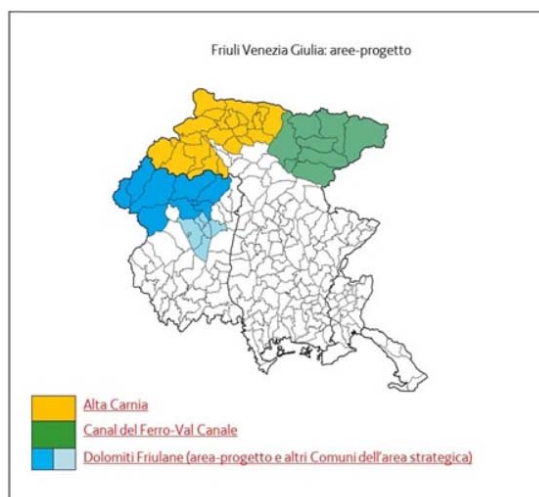 Friuli Venezia Giulia: aree-progetto
Alta Carnia
Canal del Ferro-Val Canale
Dolomiti Friulane (area-progetto e altri Comuni dell'area strategica)